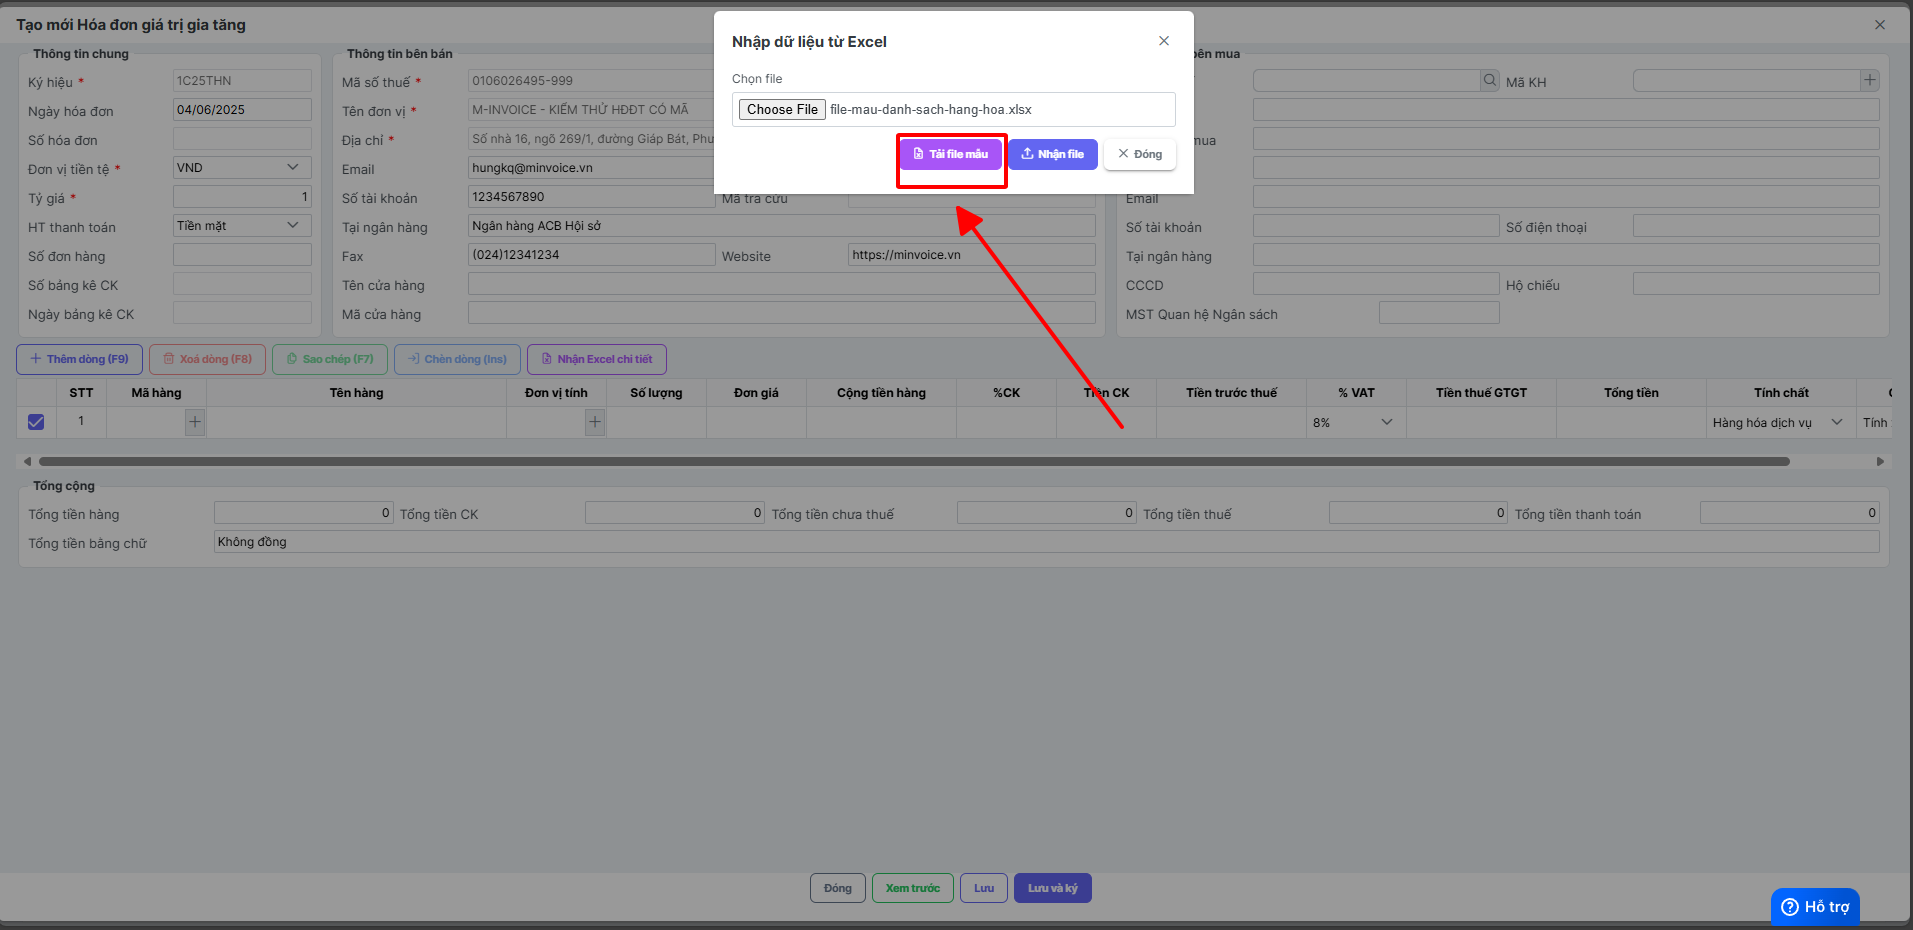 Tạo mới Hóa đơn giá trị gia tăng
Nhập dữ liệu từ Excel
Chọn file
Choose File file-mau-danh-sach-hang-hoa.xlsx
Tải file mẫu Nhận file Đóng
Thông tin chung
Ký hiệu * 1C25THN
Ngày hóa đơn 04/06/2025
Số hóa đơn
Đơn vị tiền tệ * VND
Tỷ giá * 1
HT thanh toán Tiền mặt
Số đơn hàng
Số bảng kê CK
Ngày bảng kê CK
Thông tin bên bán
Mã số thuế * 0106026495-999
Tên đơn vị * M-INVOICE - KIỂM THỬ HĐĐT CÓ MÃ
Địa chỉ * Số nhà 16, ngõ 269/1, đường Giáp Bát, Phư
Email hungkq@minvoice.vn
Số tài khoản 1234567890 Mã tra cứu
Tại ngân hàng Ngân hàng ACB Hội sở
Fax (024)12341234 Website https://minvoice.vn
Tên cửa hàng
Mã cửa hàng
bên mua
Mã KH
mua
Email
Số tài khoản Số điện thoại
Tại ngân hàng
CCCD Hộ chiếu
MST Quan hệ Ngân sách
Thêm dòng (F9) Xoá dòng (F8) Sao chép (F7) Chèn dòng (Ins) Nhận Excel chi tiết
STT Mã hàng Tên hàng Đơn vị tính Số lượng Đơn giá Cộng tiền hàng %CK Tiền CK Tiền trước thuế % VAT Tiền thuế GTGT Tổng tiền Tính chất
1 8% Hàng hóa dịch vụ Tính
Tổng cộng
Tổng tiền hàng 0 Tổng tiền CK 0 Tổng tiền chưa thuế 0 Tổng tiền thuế 0 Tổng tiền thanh toán 0
Tổng tiền bằng chữ Không đồng
Đóng Xem trước Lưu Lưu và ký
Hỗ trợ